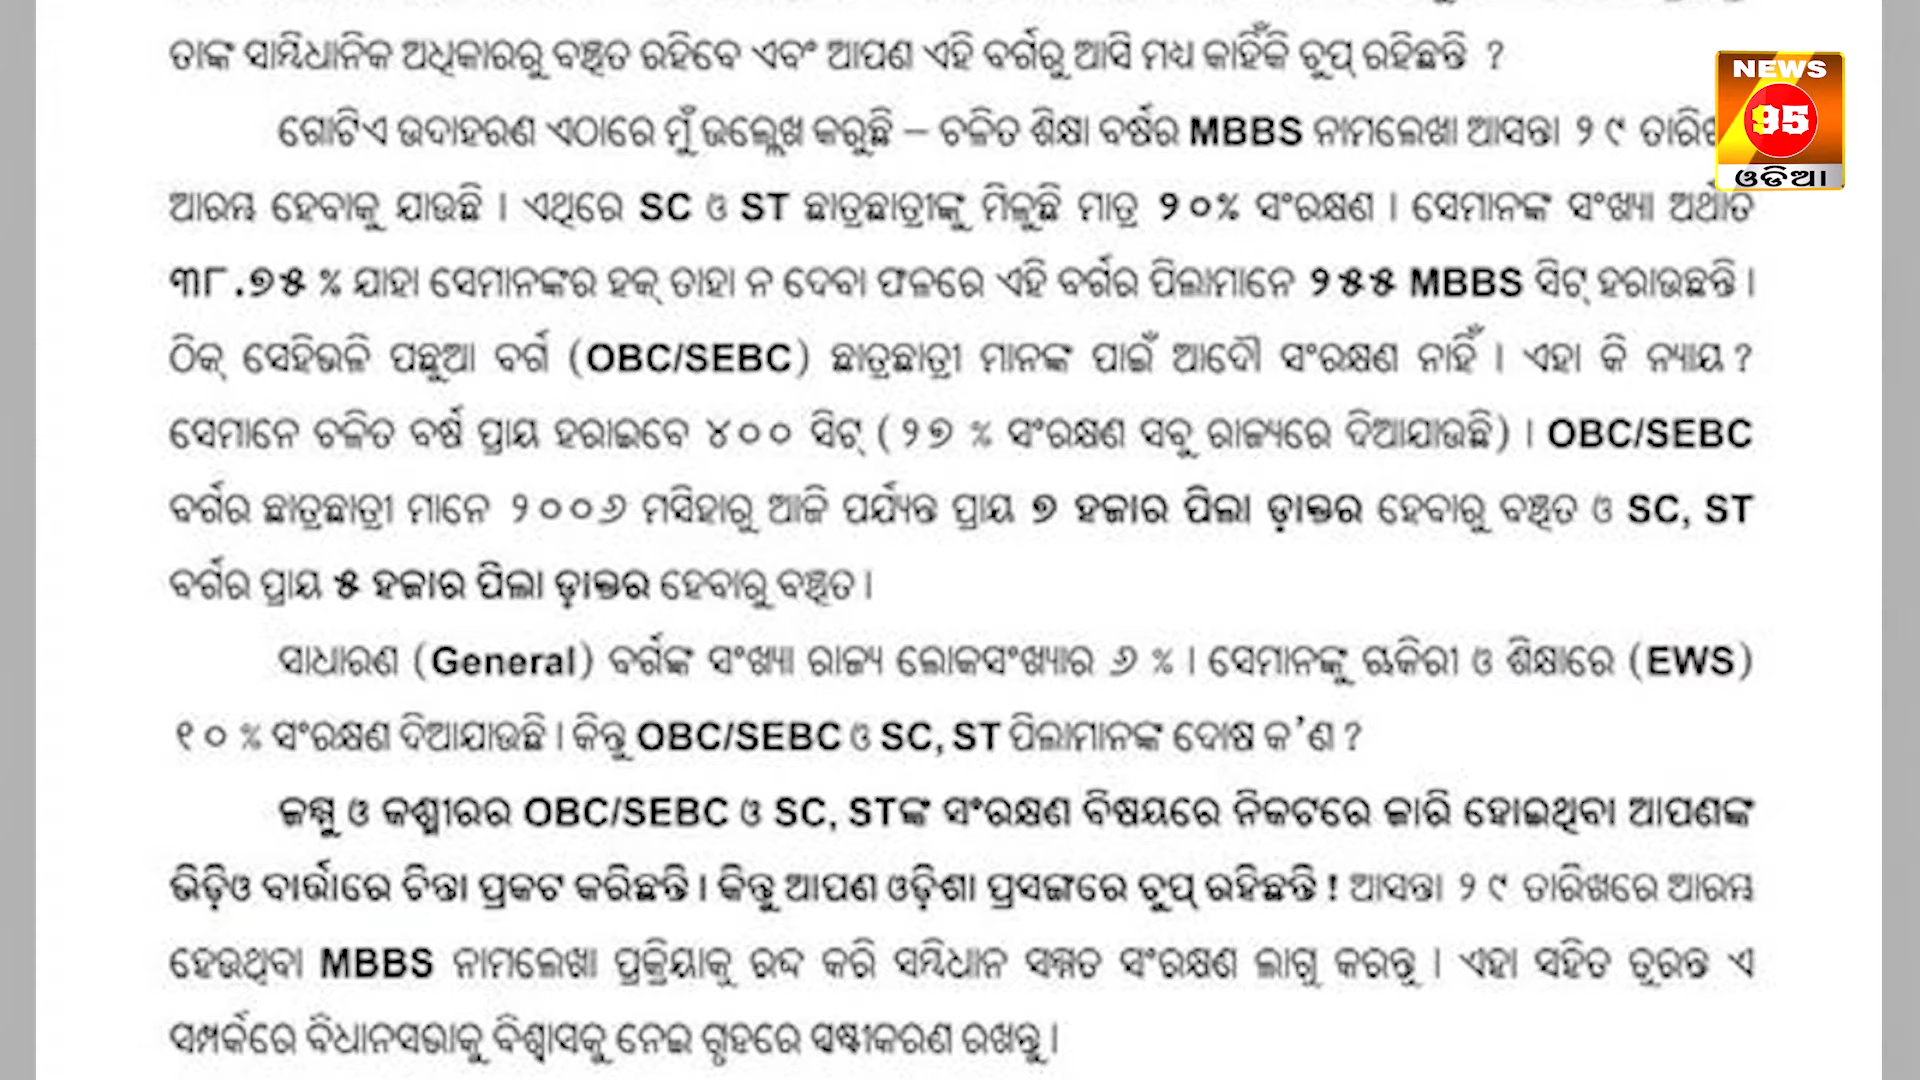 ତାଙ୍କ ସାମ୍ବିଧାନିକ ଅଧିକାରରୁ ବଞ୍ଚିତ ରହିବେ ଏବଂ ଆପଣ ଏହି ବର୍ଗରୁ ଆସି ମଧ୍ୟ କାହିଁକି ଚୁପ୍ ରହିଛନ୍ତି ?
NEWS
95
ଓଡିଆ
ଗୋଟିଏ ଉଦାହରଣ ଏଠାରେ ମୁଁ ଉଲ୍ଲେଖ କରୁଛି – ଚଳିତ ଶିକ୍ଷା ବର୍ଷର MBBS ନାମଲେଖା ଆସନ୍ତା ୨୯
ଆରମ୍ଭ ହେବାକୁ ଯାଉଛି । ଏଥିରେ SC ଓ ST ଛାତ୍ରଛାତ୍ରୀଙ୍କୁ ମିଳୁଛି ମାତ୍ର ୨୦% ସଂରକ୍ଷଣ । ସେମାନଙ୍କ ସଂଖ୍ୟା ଅର୍ଥାତ
୩୮.୭୫ % ଯାହା ସେମାନଙ୍କର ହକ୍ ତାହା ନ ଦେବା ଫଳରେ ଏହି ବର୍ଗର ପିଲାମାନେ ୨୫୫ MBBS ସିଟ୍ ହରାଉଛନ୍ତି ।
ଠିକ୍ ସେହିଭଳି ପଛୁଆ ବର୍ଗ (OBC/SEBC) ଛାତ୍ରଛାତ୍ରୀ ମାନଙ୍କ ପାଇଁ ଆଦୌ ସଂରକ୍ଷଣ ନାହିଁ । ଏହା କି ନ୍ୟାୟ ?
ସେମାନେ ଚଳିତ ବର୍ଷ ପ୍ରାୟ ହରାଇବେ ୪୦୦ ସିଟ୍ (୨୭ % ସଂରକ୍ଷଣ ସବୁ ରାଜ୍ୟରେ ଦିଆଯାଉଛି) । OBC/SEBC
ବର୍ଗର ଛାତ୍ରଛାତ୍ରୀ ମାନେ ୨୦୦୬ ମସିହାରୁ ଆଜି ପର୍ଯ୍ୟନ୍ତ ପ୍ରାୟ ୭ ହଜାର ପିଲା ଡ଼ାକ୍ତର ହେବାରୁ ବଞ୍ଚିତ ଓ SC, ST
ବର୍ଗର ପ୍ରାୟ ୫ ହଜାର ପିଲା ଡ଼ାକ୍ତର ହେବାରୁ ବଞ୍ଚିତ ।
ସାଧାରଣ (General) ବର୍ଗଙ୍କ ସଂଖ୍ୟା ରାଜ୍ୟ ଲୋକସଂଖ୍ୟାର ୬ % । ସେମାନଙ୍କୁ ଋକିରୀ ଓ ଶିକ୍ଷାରେ (EWS)
୧୦ % ସଂରକ୍ଷଣ ଦିଆଯାଉଛି । କିନ୍ତୁ OBC/SEBC ଓ SC, ST ପିଲାମାନଙ୍କ ଦୋଷ କ'ଣ ?
ଜମ୍ମୁ ଓ କଶ୍ମୀରର OBC/SEBC ଓ SC, STଙ୍କ ସଂରକ୍ଷଣ ବିଷୟରେ ନିକଟରେ ଜାରି ହୋଇଥିବା ଆପଣଙ୍କ
ଭିଡ଼ିଓ ବାର୍ତ୍ତାରେ ଚିନ୍ତା ପ୍ରକଟ କରିଛନ୍ତି । କିନ୍ତୁ ଆପଣ ଓଡ଼ିଶା ପ୍ରସଙ୍ଗରେ ଚୁପ୍ ରହିଛନ୍ତି ! ଆସନ୍ତା ୨୯ ତାରିଖରେ ଆରମ୍ଭ
ହେଉଥିବା MBBS ନାମଲେଖା ପ୍ରକ୍ରିୟାକୁ ରଦ୍ଦ କରି ସମ୍ବିଧାନ ସମ୍ମତ ସଂରକ୍ଷଣ ଲାଗୁ କରନ୍ତୁ । ଏହା ସହିତ ତୁରନ୍ତ ଏ
ସମ୍ପର୍କରେ ବିଧାନସଭାକୁ ବିଶ୍ୱାସକୁ ନେଇ ଗୃହରେ ସ୍ପଷ୍ଟୀକରଣ ରଖନ୍ତୁ ।